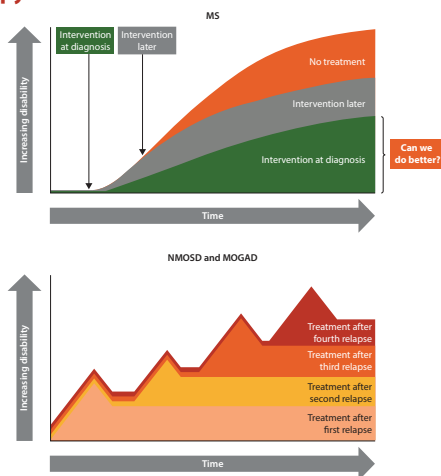 MS
Intervention
at diagnosis
Intervention
later
No treatment
Intervention later
Intervention at diagnosis
Can we
do better?
Increasing disability
Time
NMOSD and MOGAD
Treatment after
fourth relapse
Treatment after
third relapse
Treatment after
second relapse
Treatment after
first relapse
Increasing disability
Time